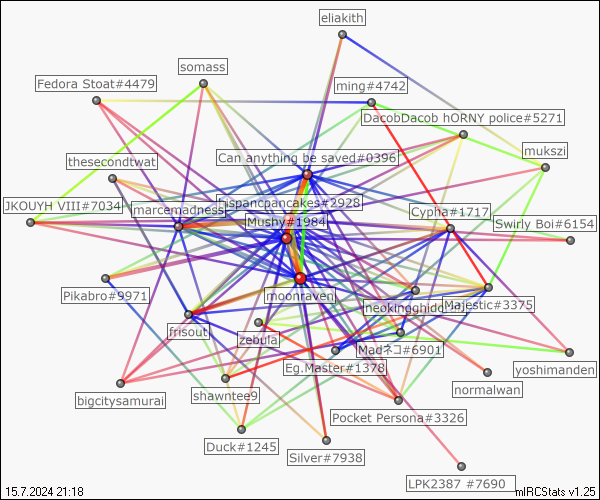 eliakith
somass
Fedora Stoat#4479
ming#4742
DacobDacob hORNY police#5271
thesecondtwat
Can anything be saved#0396
mukszi
JKOUYH VIII#7034
marcemadness
jspancpancakes#2928
Mushy#1984
Cypha#1717
Swirly Boi#6154
Pikabro#9971
moonraven
neokingghido
Majestic#3375
frisout
zebula
Madネコ#6901
Eg.Master#1378
yoshimanden
bigcitysamurai
shawntee9
normalwan
Pocket Persona#3326
Duck#1245
Silver#7938
LPK2387 #7690
15.7.2024 21:18
mIRCStats v1.25